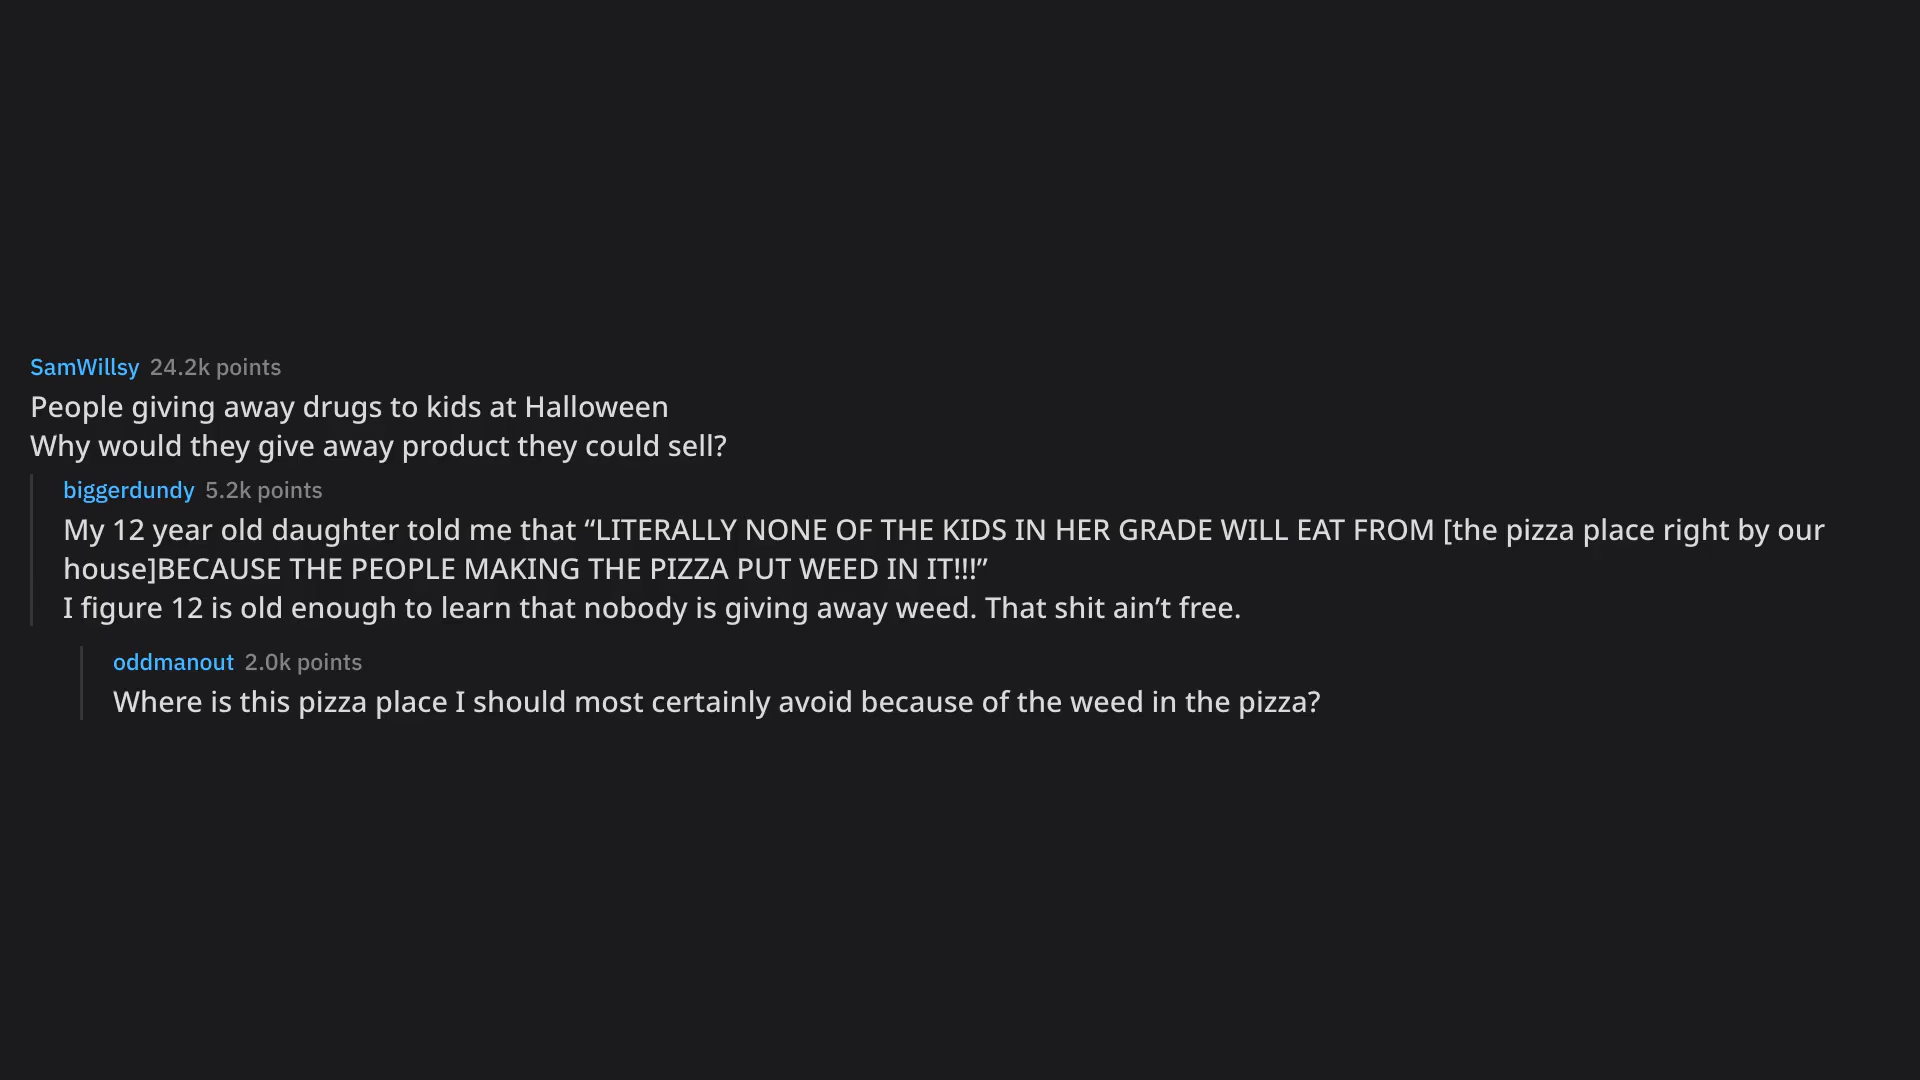 SamWillsy 24.2k points
People giving away drugs to kids at Halloween
Why would they give away product they could sell?
biggerdundy 5.2k points
My 12 year old daughter told me that “LITERALLY NONE OF THE KIDS IN HER GRADE WILL EAT FROM [the pizza place right by our
house]BECAUSE THE PEOPLE MAKING THE PIZZA PUT WEED IN IT!!!”
I figure 12 is old enough to learn that nobody is giving away weed. That shit ain’t free.
oddmanout 2.0k points
Where is this pizza place I should most certainly avoid because of the weed in the pizza?